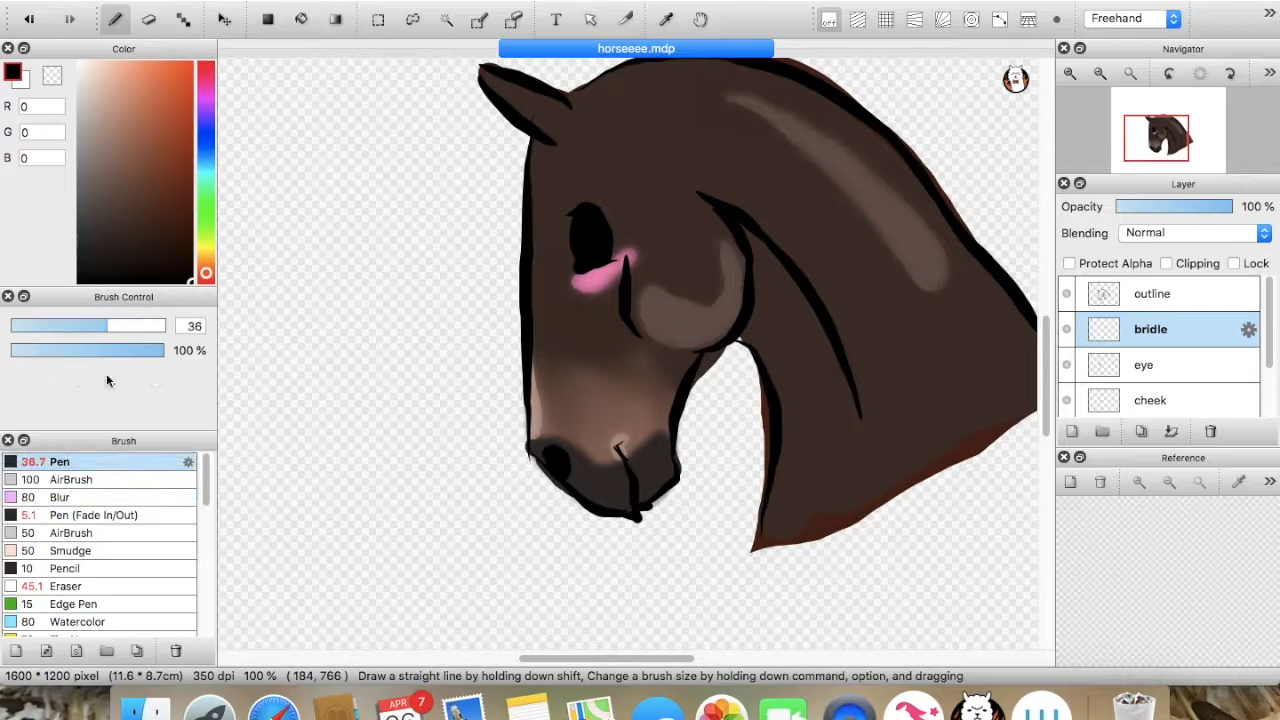 T
off
Freehand
horseeee.mdp
Color
R 0
G 0
B 0
Brush Control
36
100 %
Brush
36.7 Pen
100 AirBrush
80 Blur
5.1 Pen (Fade In/Out)
50 AirBrush
50 Smudge
10 Pencil
45.1 Eraser
15 Edge Pen
80 Watercolor
Navigator
Layer
Opacity 100 %
Blending Normal
Protect Alpha Clipping Lock
outline
bridle
eye
cheek
Reference
1600 * 1200 pixel (11.6 * 8.7cm) 350 dpi 100 % ( 184, 766 ) Draw a straight line by holding down shift, Change a brush size by holding down command, option, and dragging
APR 7